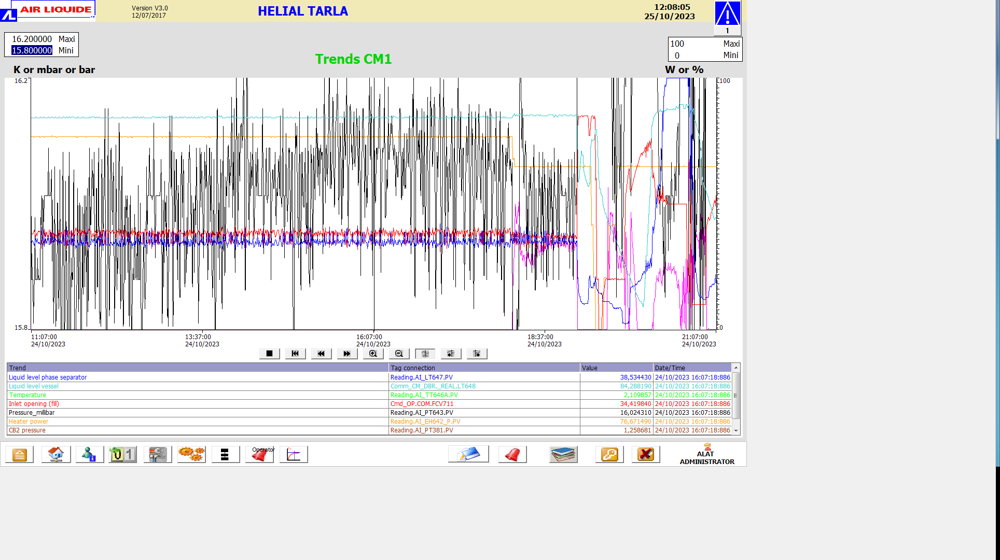 AIR LIQUIDE
Version V3.0
12/07/2017
HELIAL TARLA
12:08:05
25/10/2023
1
16.200000 Maxi
15.800000 Mini
100 Maxi
0 Mini
Trends CM1
K or mbar or bar
W or %
16.2
100
15.8
0
11:07:00
24/10/2023
13:37:00
24/10/2023
16:07:00
24/10/2023
18:37:00
24/10/2023
21:07:00
24/10/2023
Trend Tag connection Value Date/Time
Liquid level phase separator Reading.AI_LT647.PV 38,534430 24/10/2023 16:07:18:886
Liquid level vessel Comm_CM_DBR._REAL.LT648 84,288190 24/10/2023 16:07:18:886
Temperature Reading.AI_TT646A.PV 2,109857 24/10/2023 16:07:18:886
Inlet opening (fill) Cmd_OP.COM.FCV711 34,419840 24/10/2023 16:07:18:886
Pressure_millibar Reading.AI_PT643.PV 16,024310 24/10/2023 16:07:18:886
Heater power Reading.AI_EH642_P.PV 76,671490 24/10/2023 16:07:18:886
CB2 pressure Reading.AI_PT381.PV 1,258681 24/10/2023 16:07:18:886
0 1
Operator
ALAT
ADMINISTRATOR